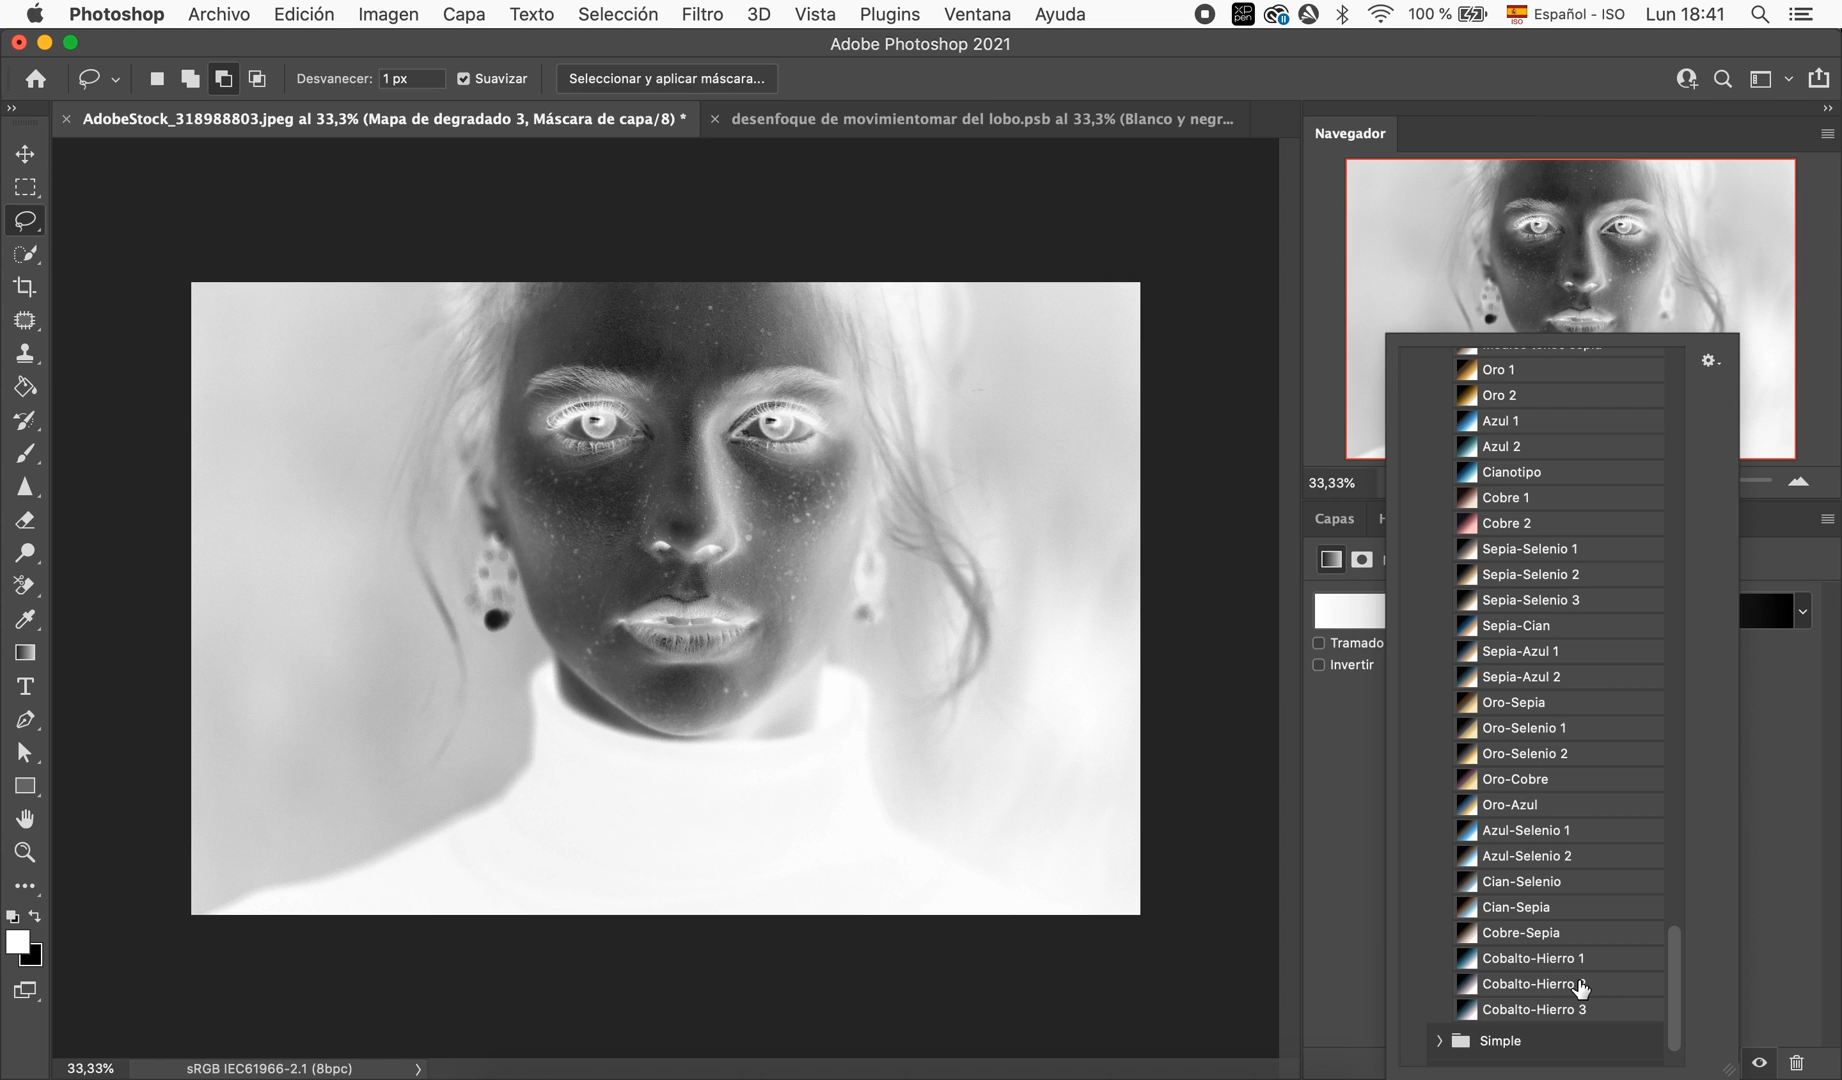 Photoshop Archivo Edición Imagen Capa Texto Selección Filtro 3D Vista Plugins Ventana Ayuda XP pen 100 % ISO Español - ISO Lun 18:41
Adobe Photoshop 2021
Desvanecer: 1 px Suavizar Seleccionar y aplicar máscara...
AdobeStock_318988803.jpeg al 33,3% (Mapa de degradado 3, Máscara de capa/8) *
desenfoque de movimientomar del lobo.psb al 33,3% (Blanco y negr...
Navegador
33,33%
Capas
Tramado
Invertir
Oro 1
Oro 2
Azul 1
Azul 2
Cianotipo
Cobre 1
Cobre 2
Sepia-Selenio 1
Sepia-Selenio 2
Sepia-Selenio 3
Sepia-Cian
Sepia-Azul 1
Sepia-Azul 2
Oro-Sepia
Oro-Selenio 1
Oro-Selenio 2
Oro-Cobre
Oro-Azul
Azul-Selenio 1
Azul-Selenio 2
Cian-Selenio
Cian-Sepia
Cobre-Sepia
Cobalto-Hierro 1
Cobalto-Hierro
Cobalto-Hierro 3
Simple
33,33% sRGB IEC61966-2.1 (8bpc)